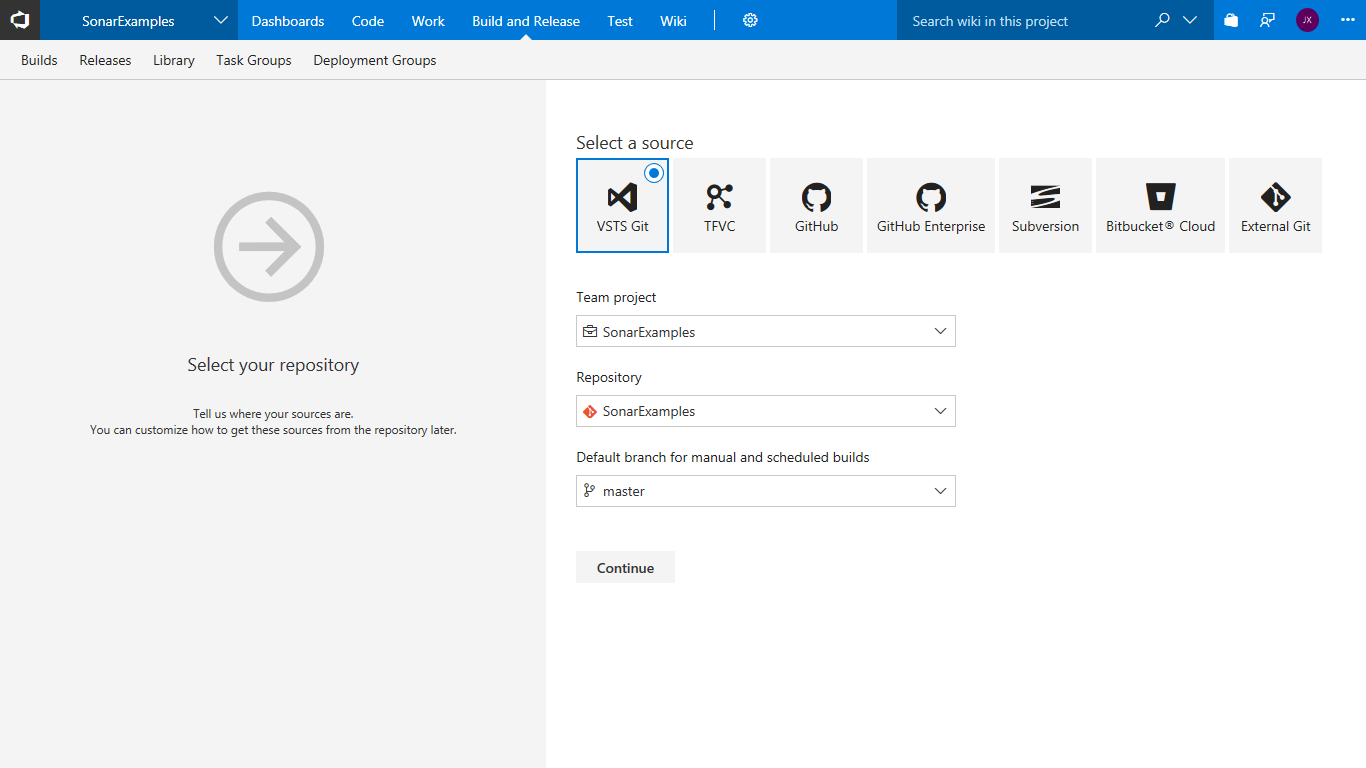 SonarExamples
Dashboards
Code
Work
Build and Release
Test
Wiki
Search wiki in this project
JX
Builds
Releases
Library
Task Groups
Deployment Groups
Select your repository
Tell us where your sources are.
You can customize how to get these sources from the repository later.
Select a source
VSTS Git
TFVC
GitHub
GitHub Enterprise
Subversion
Bitbucket® Cloud
External Git
Team project
SonarExamples
Repository
SonarExamples
Default branch for manual and scheduled builds
master
Continue